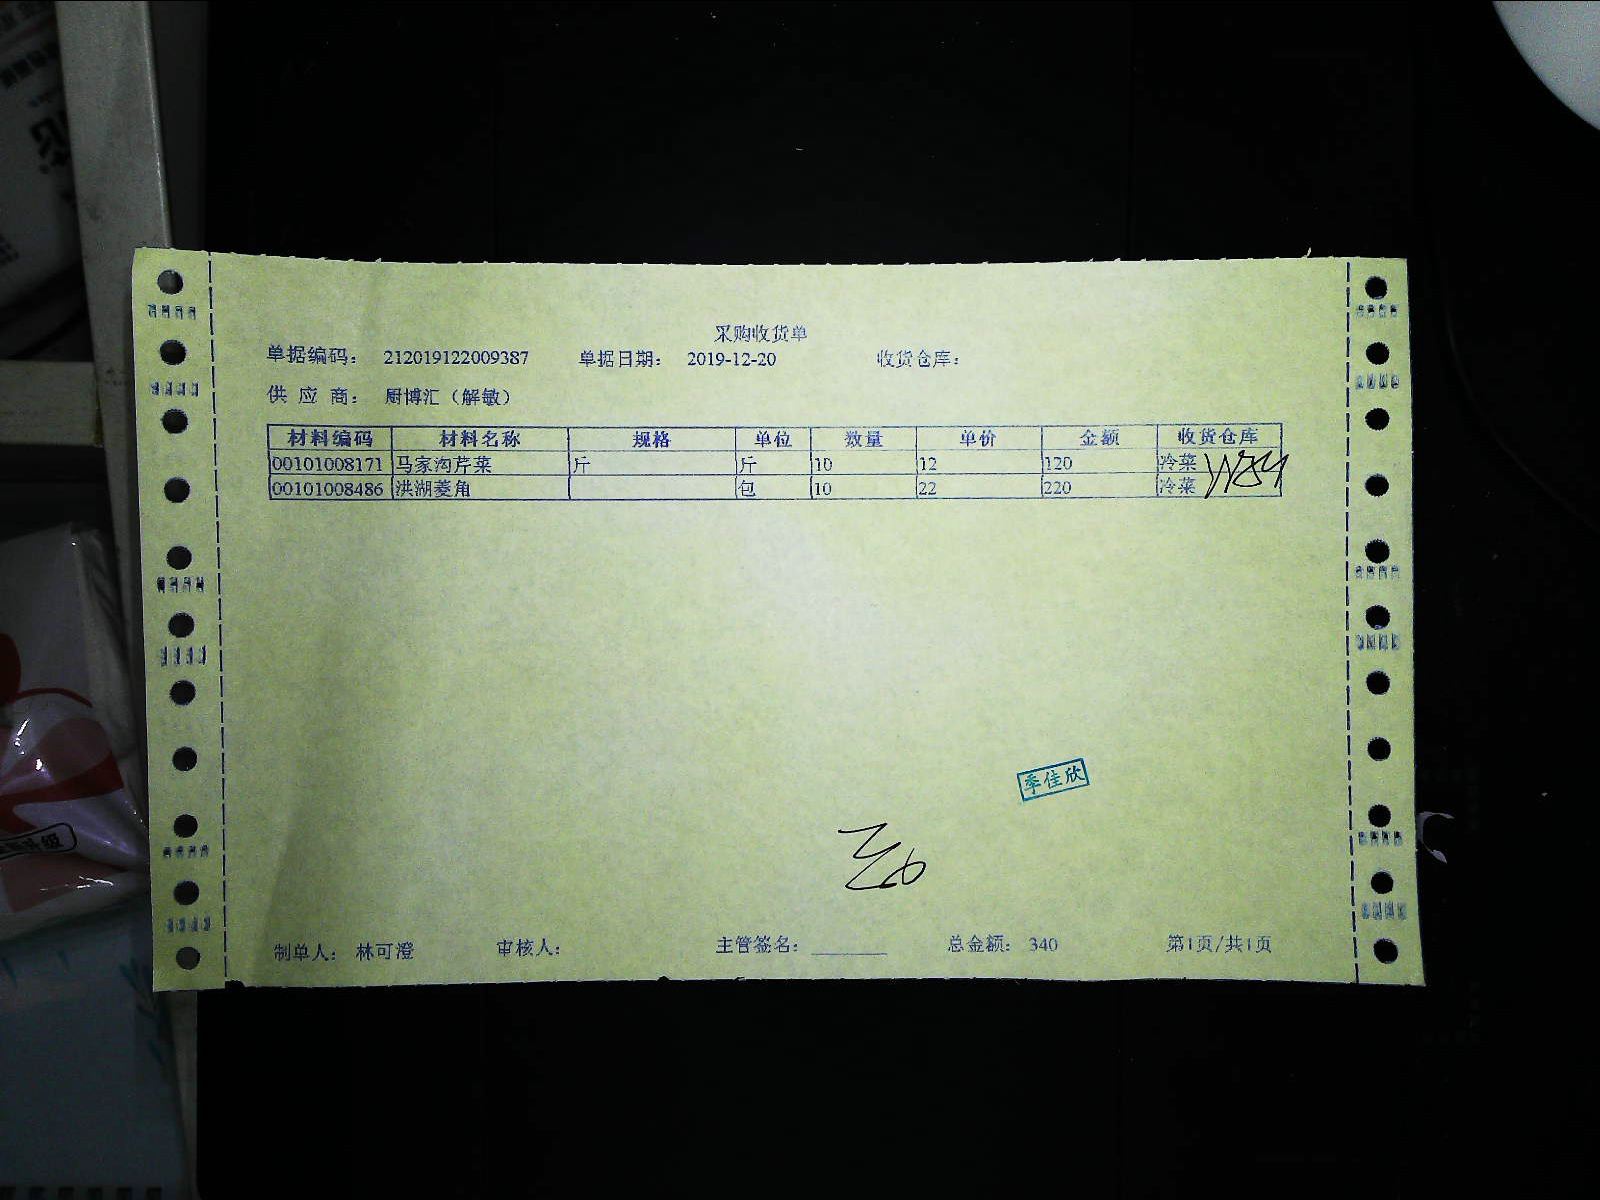 采购收货单
单据编码： 212019122009387 单据日期： 2019-12-20 收货仓库：
供 应 商： 厨博汇（解敏）
材料编码 材料名称 规格 单位 数量 单价 金额 收货仓库
00101008171 马家沟芹菜 斤 斤 10 12 120 冷菜
00101008486 洪湖菱角 包 10 22 220 冷菜
季佳欣
制单人： 林可澄 审核人： 主管签名： 总金额： 340 第1页/共1页